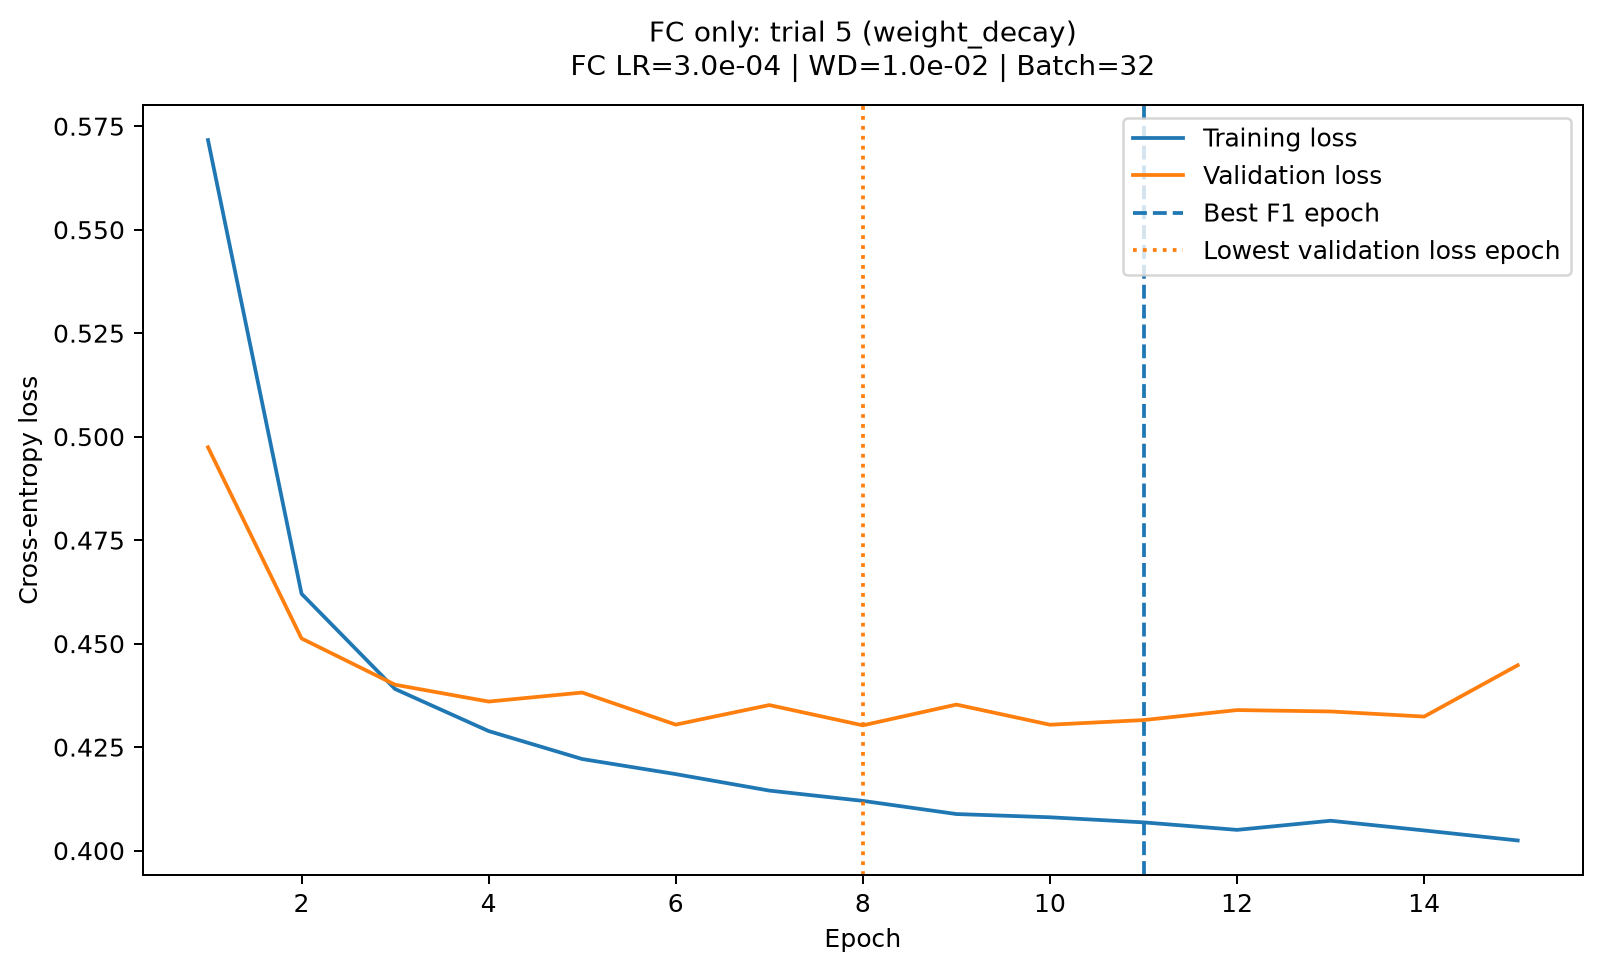 FC only: trial 5 (weight_decay)
FC LR=3.0e-04 | WD=1.0e-02 | Batch=32
Training loss
Validation loss
Best F1 epoch
Lowest validation loss epoch
Cross-entropy loss
0.575
0.550
0.525
0.500
0.475
0.450
0.425
0.400
2 4 6 8 10 12 14
Epoch